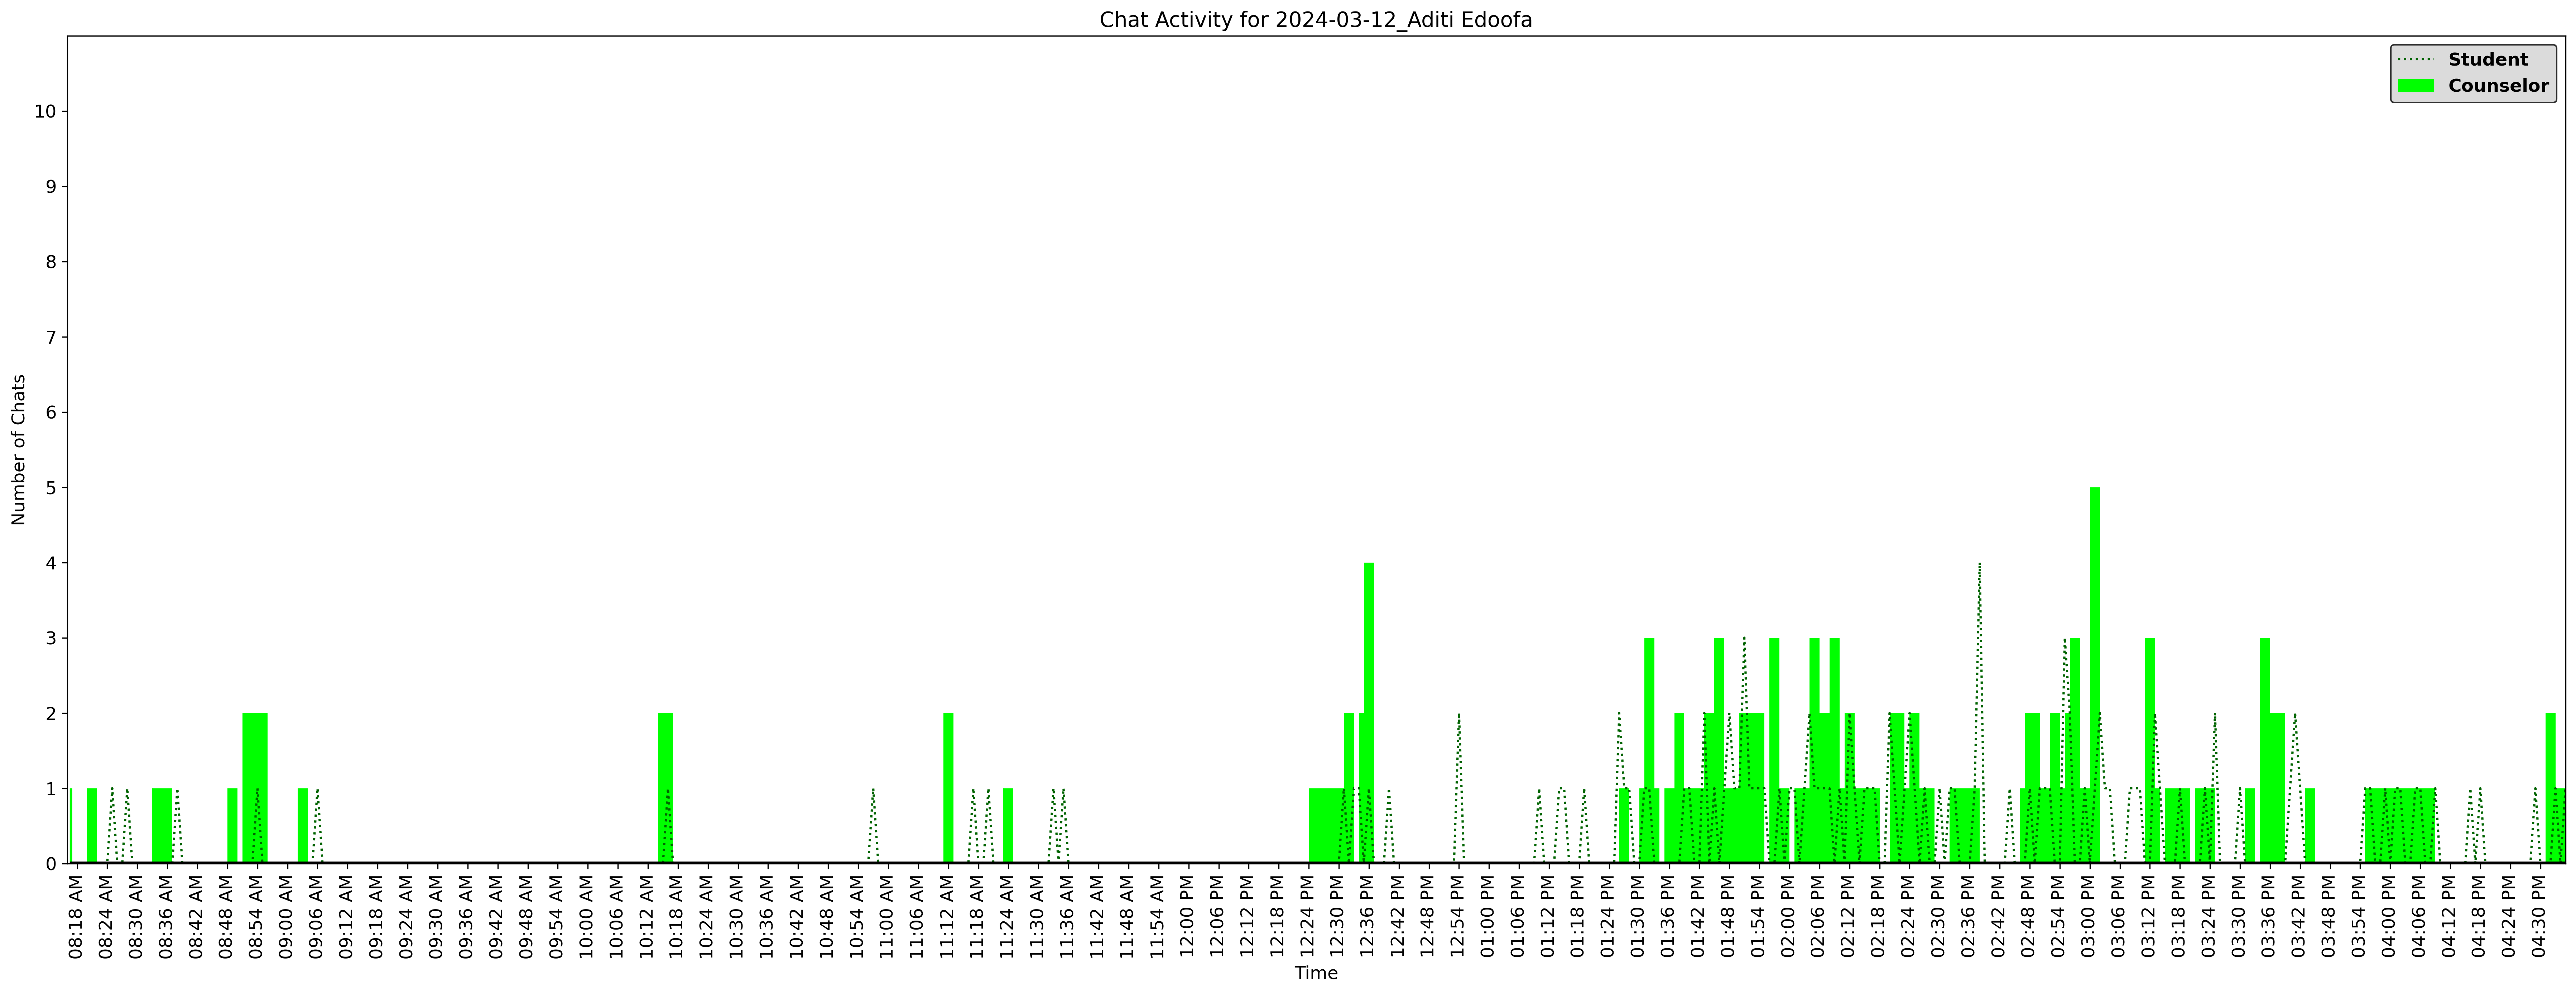 Chat Activity for 2024-03-12_Aditi Edoofa
Student
Counselor
Number of Chats
10
9
8
7
6
5
4
3
2
1
0
08:18 AM
08:24 AM
08:30 AM
08:36 AM
08:42 AM
08:48 AM
08:54 AM
09:00 AM
09:06 AM
09:12 AM
09:18 AM
09:24 AM
09:30 AM
09:36 AM
09:42 AM
09:48 AM
09:54 AM
10:00 AM
10:06 AM
10:12 AM
10:18 AM
10:24 AM
10:30 AM
10:36 AM
10:42 AM
10:48 AM
10:54 AM
11:00 AM
11:06 AM
11:12 AM
11:18 AM
11:24 AM
11:30 AM
11:36 AM
11:42 AM
11:48 AM
11:54 AM
12:00 PM
12:06 PM
12:12 PM
12:18 PM
12:24 PM
12:30 PM
12:36 PM
12:42 PM
12:48 PM
12:54 PM
01:00 PM
01:06 PM
01:12 PM
01:18 PM
01:24 PM
01:30 PM
01:36 PM
01:42 PM
01:48 PM
01:54 PM
02:00 PM
02:06 PM
02:12 PM
02:18 PM
02:24 PM
02:30 PM
02:36 PM
02:42 PM
02:48 PM
02:54 PM
03:00 PM
03:06 PM
03:12 PM
03:18 PM
03:24 PM
03:30 PM
03:36 PM
03:42 PM
03:48 PM
03:54 PM
04:00 PM
04:06 PM
04:12 PM
04:18 PM
04:24 PM
04:30 PM
Time